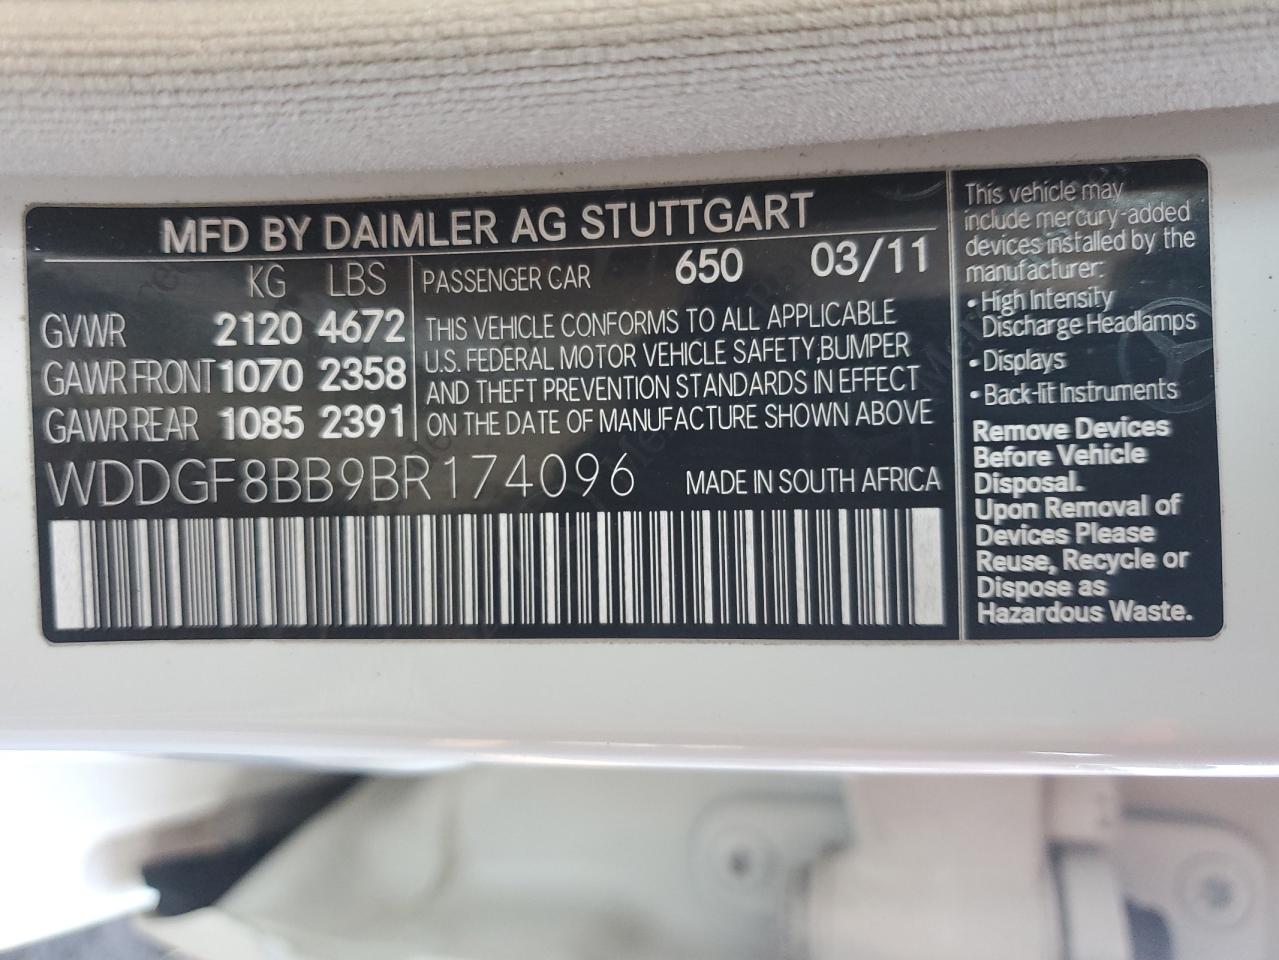 MFD BY DAIMLER AG STUTTGART
KG LBS
GVWR 2120 4672
GAWR FRONT 1070 2358
GAWR REAR 1085 2391
PASSENGER CAR 650 03/11
THIS VEHICLE CONFORMS TO ALL APPLICABLE
U.S. FEDERAL MOTOR VEHICLE SAFETY,BUMPER
AND THEFT PREVENTION STANDARDS IN EFFECT
ON THE DATE OF MANUFACTURE SHOWN ABOVE
WDDGF8BB9BR174096 MADE IN SOUTH AFRICA
This vehicle may
include mercury-added
devices installed by the
manufacturer:
• High Intensity
Discharge Headlamps
• Displays
• Back-lit Instruments
Remove Devices
Before Vehicle
Disposal.
Upon Removal of
Devices Please
Reuse, Recycle or
Dispose as
Hazardous Waste.